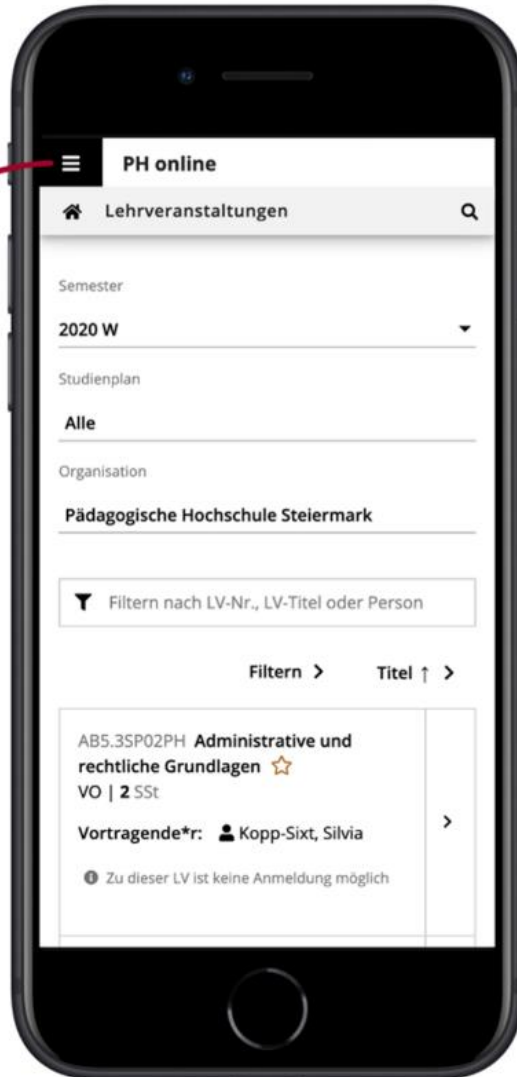 PH online
Lehrveranstaltungen
Semester
2020 W
Studienplan
Alle
Organisation
Pädagogische Hochschule Steiermark
Filtern nach LV-Nr., LV-Titel oder Person
Filtern Titel ↑
AB5.3SP02PH Administrative und
rechtliche Grundlagen
VO | 2 SSt
Vortragende*r: Kopp-Sixt, Silvia
Zu dieser LV ist keine Anmeldung möglich